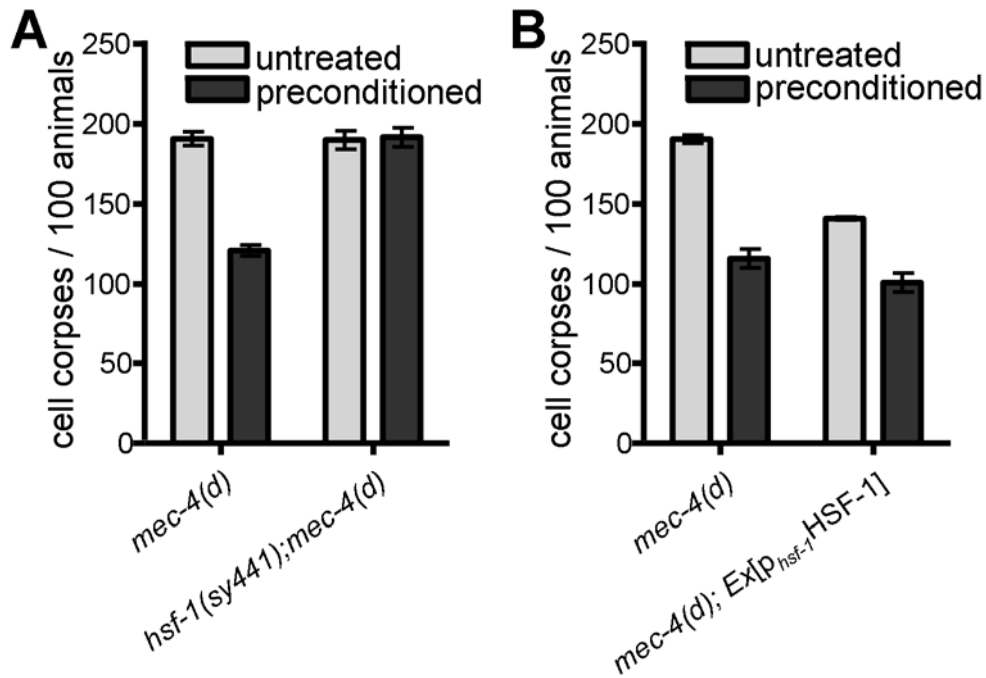 A
cell corpses / 100 animals
250
200
150
100
50
0
untreated
preconditioned
mec-4(d)
hsf-1(sy441);mec-4(d)
B
cell corpses / 100 animals
250
200
150
100
50
0
untreated
preconditioned
mec-4(d)
mec-4(d); Ex[phsf-1HSF-1]